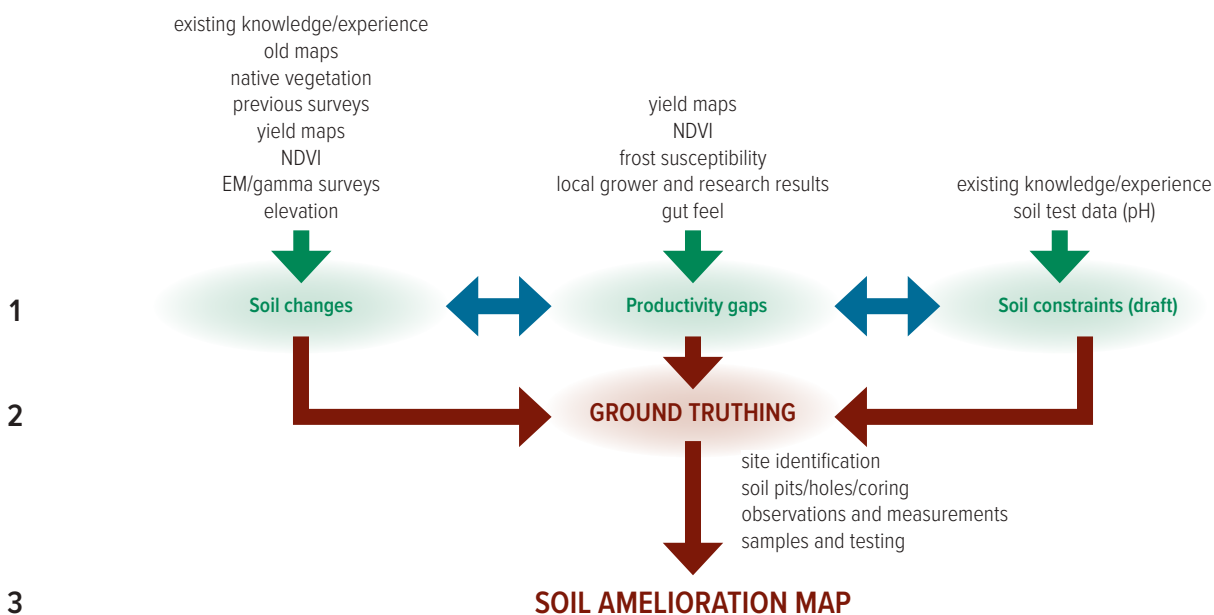 existing knowledge/experience
old maps
native vegetation
previous surveys
yield maps
NDVI
EM/gamma surveys
elevation
yield maps
NDVI
frost susceptibility
local grower and research results
gut feel
existing knowledge/experience
soil test data (pH)
1
Soil changes
Productivity gaps
Soil constraints (draft)
2
GROUND TRUTHING
site identification
soil pits/holes/coring
observations and measurements
samples and testing
3
SOIL AMELIORATION MAP